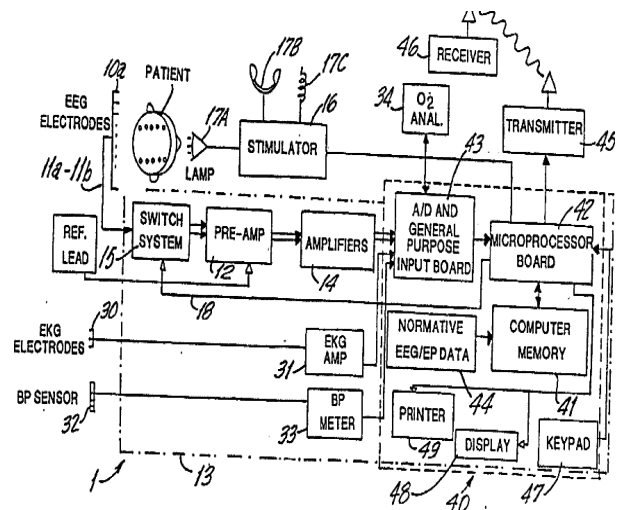 17B
17C
46
RECEIVER
10a
PATIENT
34
O2
ANAL.
EEG
ELECTRODES
17A
16
STIMULATOR
TRANSMITTER
45
43
11a-11b
LAMP
42
REF.
LEAD
SWITCH
SYSTEM
15
PRE-AMP
12
AMPLIFIERS
14
A/D AND
GENERAL
PURPOSE
INPUT BOARD
MICROPROCESSOR
BOARD
18
30
EKG
ELECTRODES
EKG
AMP
31
NORMATIVE
EEG/EP DATA
44
COMPUTER
MEMORY
41
BP SENSOR
32
BP
METER
33
PRINTER
49
DISPLAY
48
KEYPAD
47
1
13
40